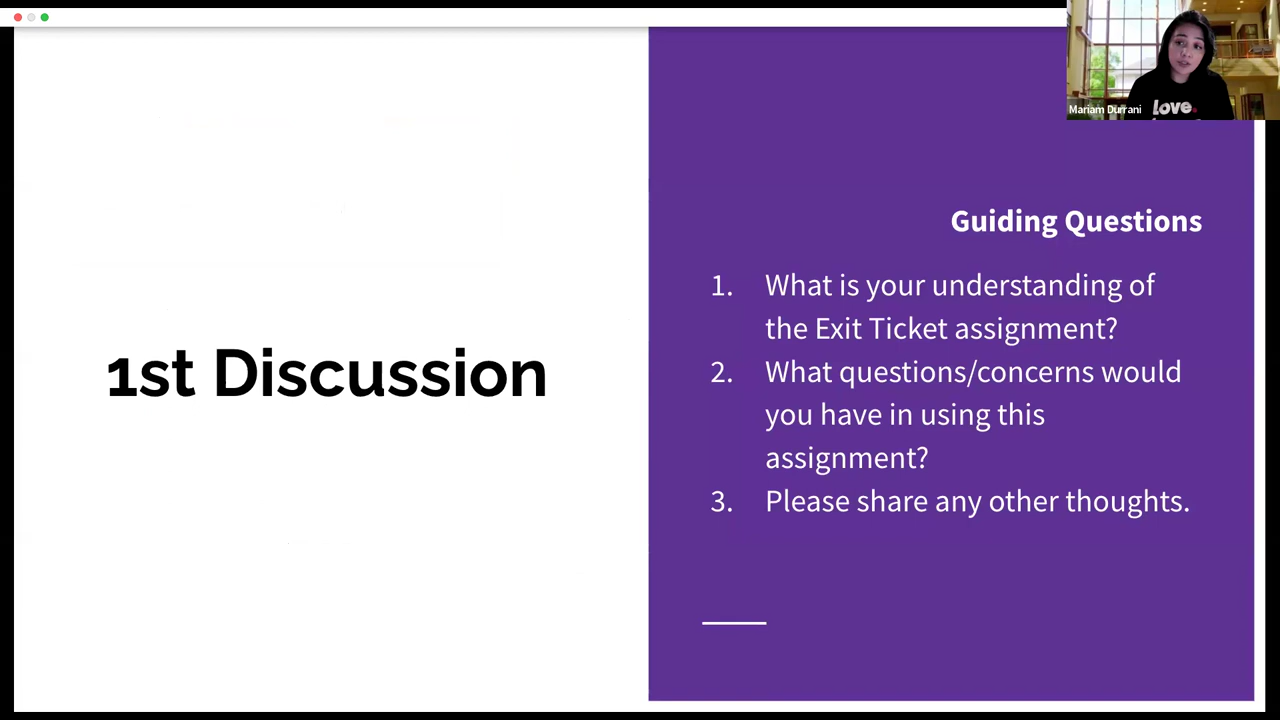 Mariam Durrani
love.
1st Discussion
Guiding Questions
1. What is your understanding of
the Exit Ticket assignment?
2. What questions/concerns would
you have in using this
assignment?
3. Please share any other thoughts.